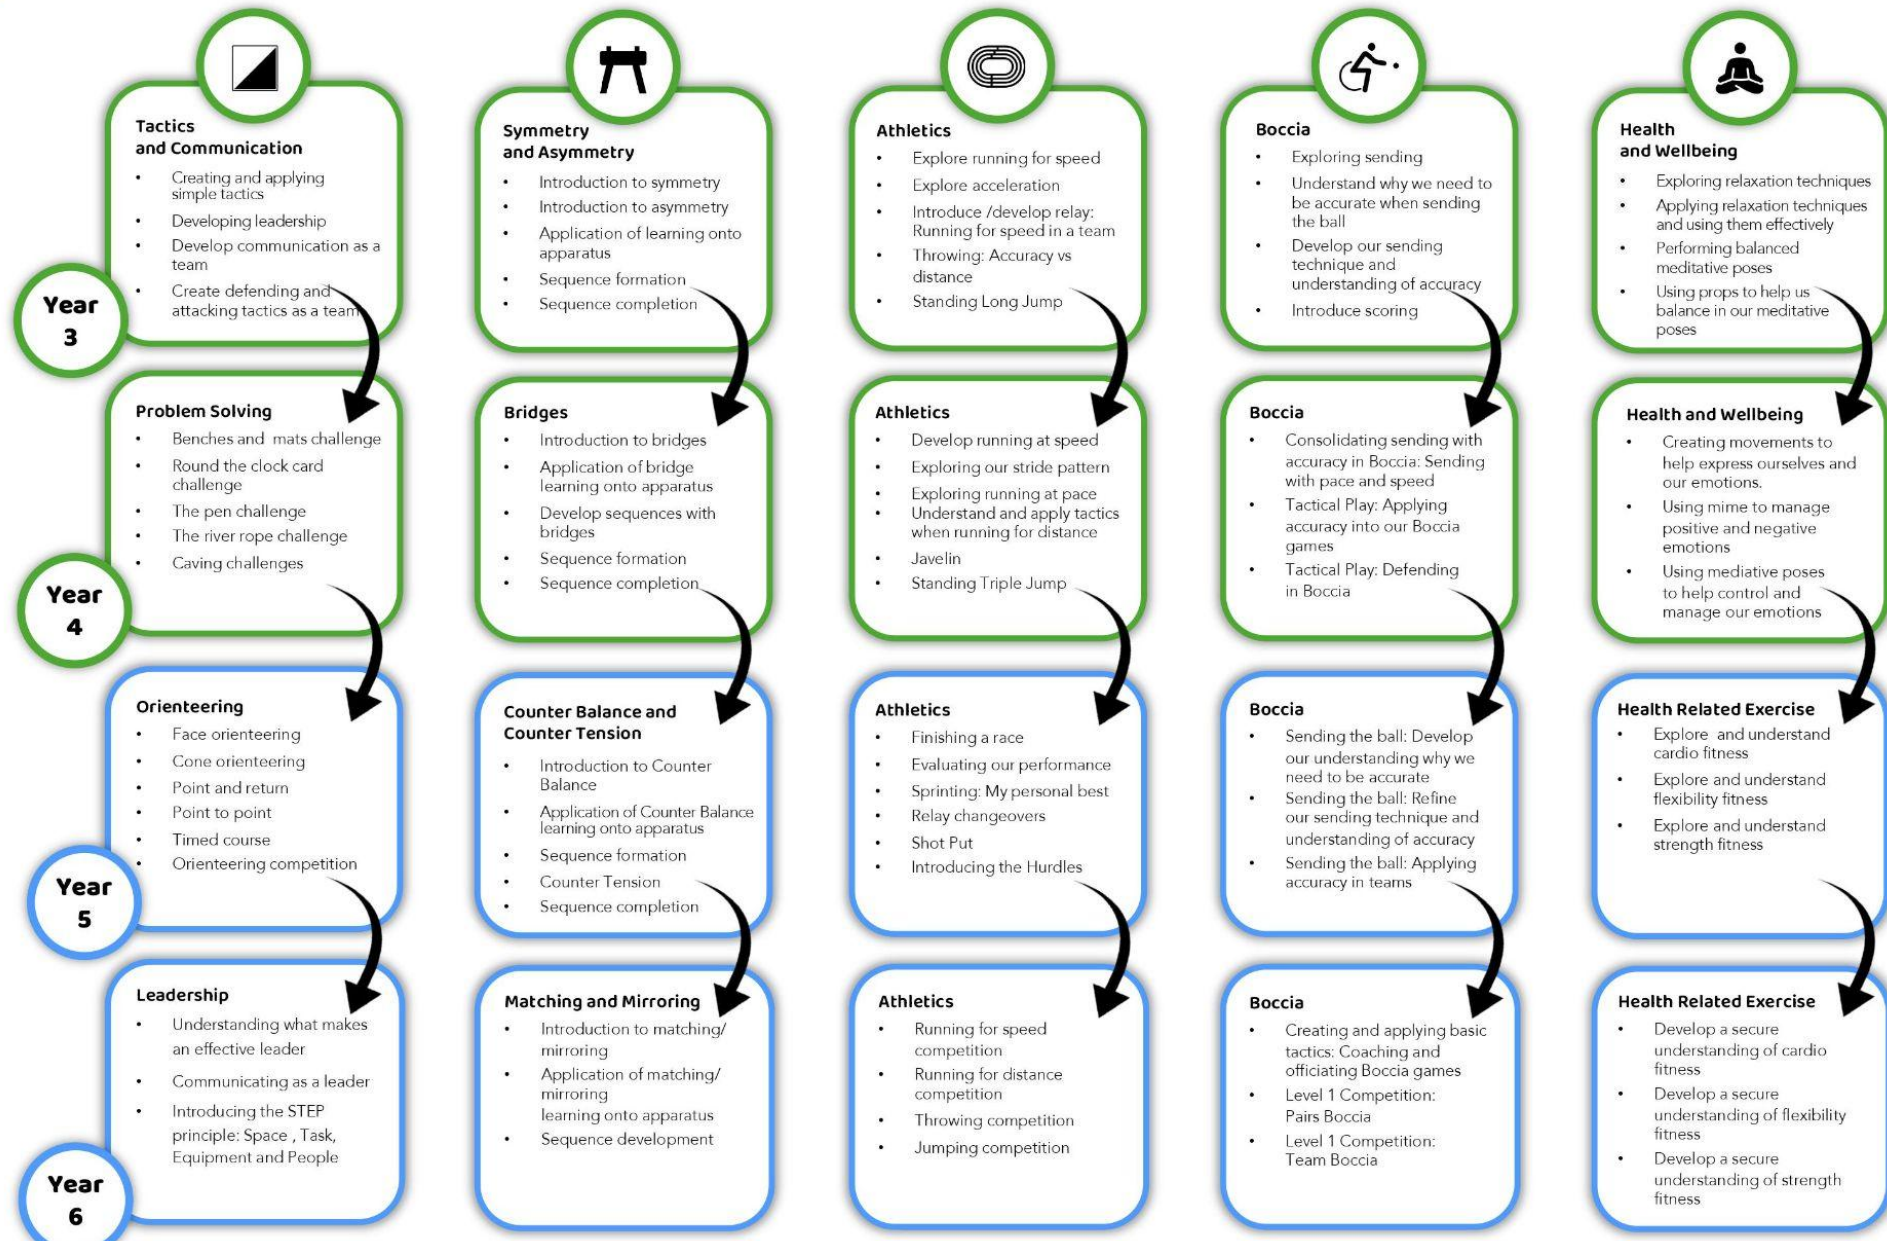 Year
3
Tactics
and Communication
• Creating and applying
simple tactics
• Developing leadership
• Develop communication as a
team
• Create defending and
attacking tactics as a team
Symmetry
and Asymmetry
• Introduction to symmetry
• Introduction to asymmetry
• Application of learning onto
apparatus
• Sequence formation
• Sequence completion
Athletics
• Explore running for speed
• Explore acceleration
• Introduce /develop relay:
Running for speed in a team
• Throwing: Accuracy vs
distance
• Standing Long Jump
Boccia
• Exploring sending
• Understand why we need to
be accurate when sending
the ball
• Develop our sending
technique and
understanding of accuracy
• Introduce scoring
Health
and Wellbeing
• Exploring relaxation techniques
• Applying relaxation techniques
and using them effectively
• Performing balanced
meditative poses
• Using props to help us
balance in our meditative
poses
Year
4
Problem Solving
• Benches and mats challenge
• Round the clock card
challenge
• The pen challenge
• The river rope challenge
• Caving challenges
Bridges
• Introduction to bridges
• Application of bridge
learning onto apparatus
• Develop sequences with
bridges
• Sequence formation
• Sequence completion
Athletics
• Develop running at speed
• Exploring our stride pattern
• Exploring running at pace
• Understand and apply tactics
when running for distance
• Javelin
• Standing Triple Jump
Boccia
• Consolidating sending with
accuracy in Boccia: Sending
with pace and speed
• Tactical Play: Applying
accuracy into our Boccia
games
• Tactical Play: Defending
in Boccia
Health and Wellbeing
• Creating movements to
help express ourselves and
our emotions.
• Using mime to manage
positive and negative
emotions
• Using mediative poses
to help control and
manage our emotions
Year
5
Orienteering
• Face orienteering
• Cone orienteering
• Point and return
• Point to point
• Timed course
• Orienteering competition
Counter Balance and
Counter Tension
• Introduction to Counter
Balance
• Application of Counter Balance
learning onto apparatus
• Sequence formation
• Counter Tension
• Sequence completion
Athletics
• Finishing a race
• Evaluating our performance
• Sprinting: My personal best
• Relay changeovers
• Shot Put
• Introducing the Hurdles
Boccia
• Sending the ball: Develop
our understanding why we
need to be accurate
• Sending the ball: Refine
our sending technique and
understanding of accuracy
• Sending the ball: Applying
accuracy in teams
Health Related Exercise
• Explore and understand
cardio fitness
• Explore and understand
flexibility fitness
• Explore and understand
strength fitness
Year
6
Leadership
• Understanding what makes
an effective leader
• Communicating as a leader
• Introducing the STEP
principle: Space , Task,
Equipment and People
Matching and Mirroring
• Introduction to matching/
mirroring
• Application of matching/
mirroring
learning onto apparatus
• Sequence development
Athletics
• Running for speed
competition
• Running for distance
competition
• Throwing competition
• Jumping competition
Boccia
• Creating and applying basic
tactics: Coaching and
officiating Boccia games
• Level 1 Competition:
Pairs Boccia
• Level 1 Competition:
Team Boccia
Health Related Exercise
• Develop a secure
understanding of cardio
fitness
• Develop a secure
understanding of flexibility
fitness
• Develop a secure
understanding of strength
fitness